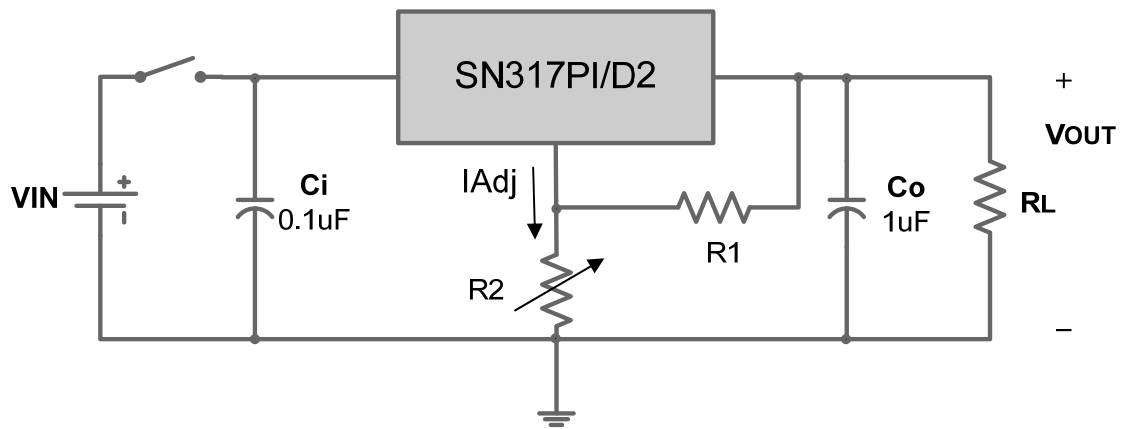 SN317PI/D2
+
VOUT
−
VIN
+
Ci
0.1uF
IAdj
R1
R2
Co
1uF
RL